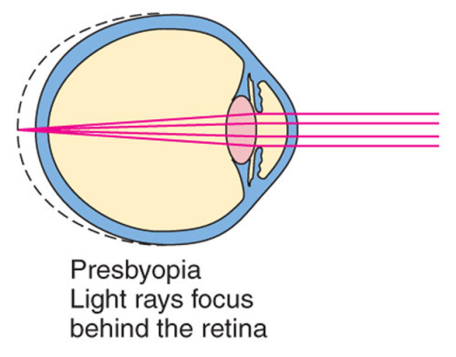 Presbyopia
Light rays focus
behind the retina